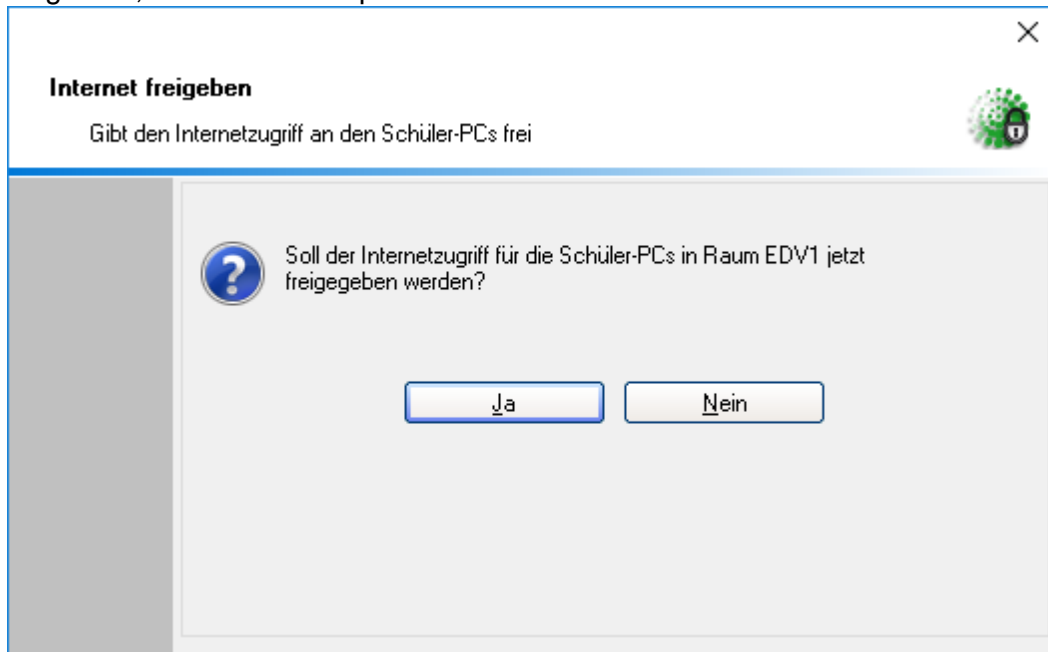 Internet freigeben
Gibt den Internetzugriff an den Schüler-PCs frei
Soll der Internetzugriff für die Schüler-PCs in Raum EDV1 jetzt
freigegeben werden?
Ja
Nein